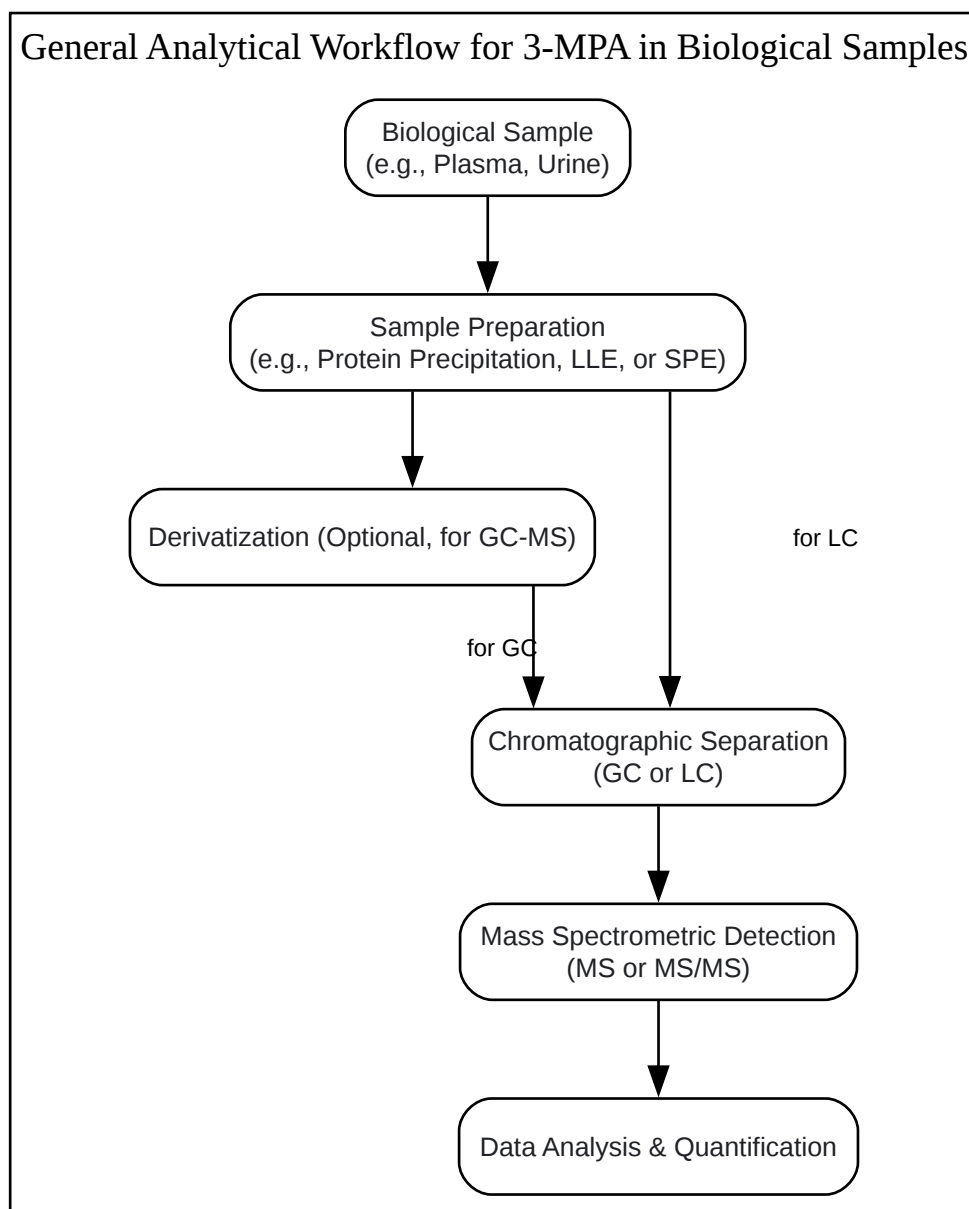 General Analytical Workflow for 3-MPA in Biological Samples
Biological Sample
(e.g., Plasma, Urine)
Sample Preparation
(e.g., Protein Precipitation, LLE, or SPE)
Derivatization (Optional, for GC-MS)
for LC
for GC
Chromatographic Separation
(GC or LC)
Mass Spectrometric Detection
(MS or MS/MS)
Data Analysis & Quantification